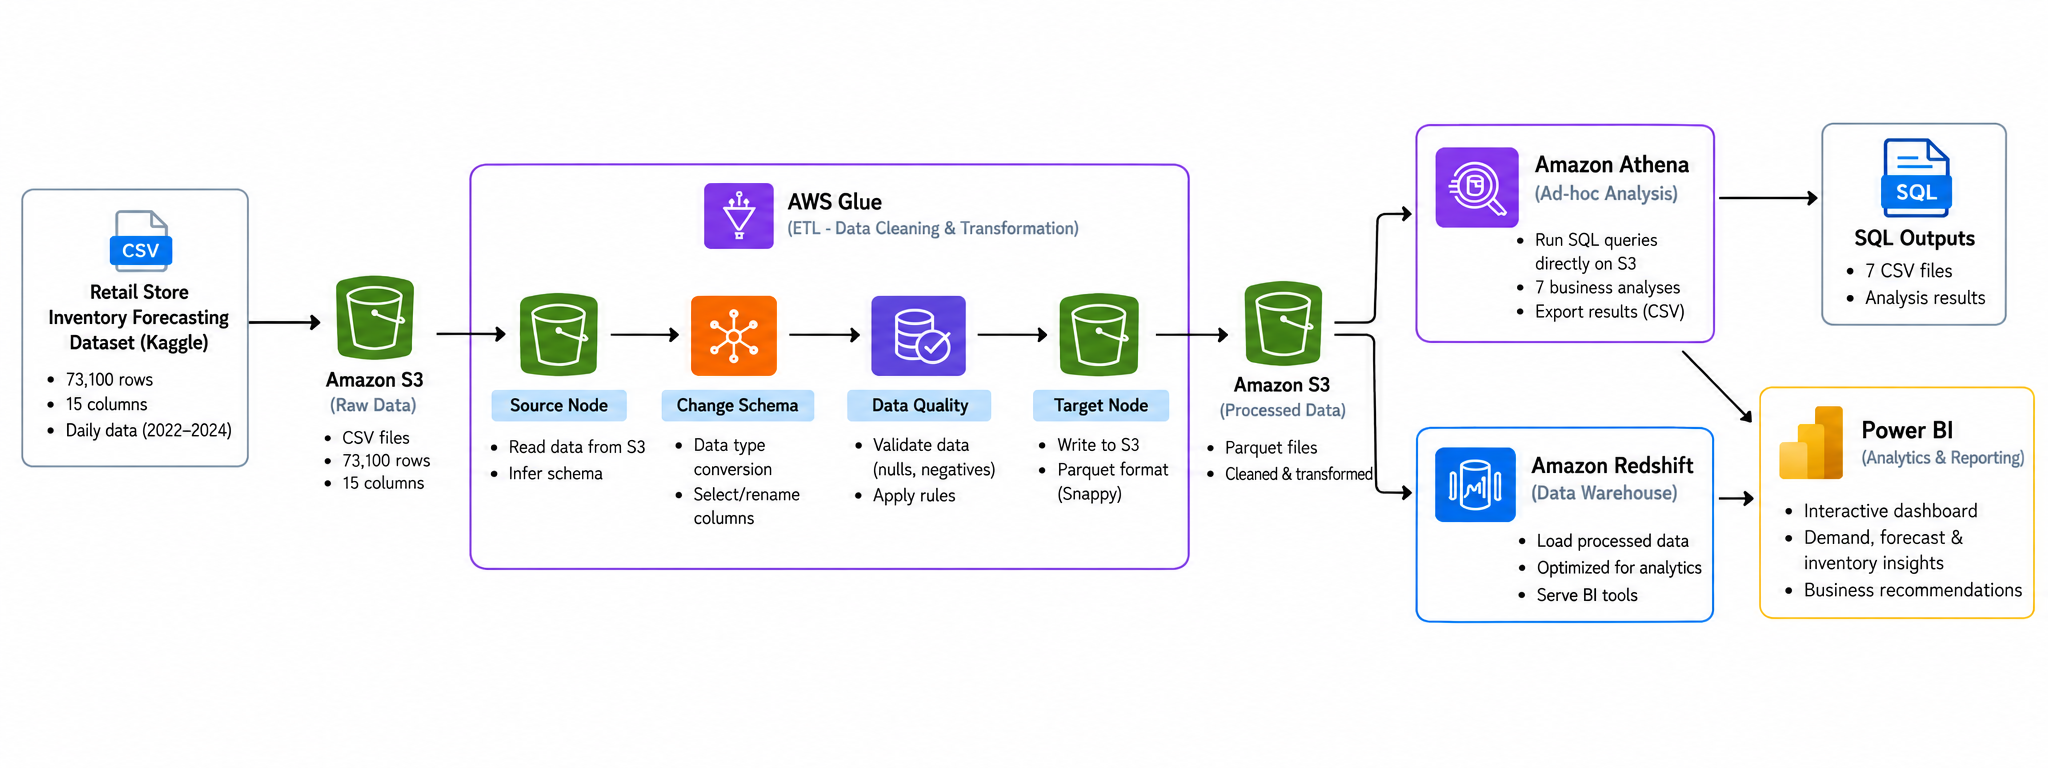 CSV
Retail Store
Inventory Forecasting
Dataset (Kaggle)
• 73,100 rows
• 15 columns
• Daily data (2022–2024)
Amazon S3
(Raw Data)
• CSV files
• 73,100 rows
• 15 columns
AWS Glue
(ETL - Data Cleaning & Transformation)
Source Node
• Read data from S3
• Infer schema
Change Schema
• Data type
conversion
• Select/rename
columns
Data Quality
• Validate data
(nulls, negatives)
• Apply rules
Target Node
• Write to S3
• Parquet format
(Snappy)
Amazon S3
(Processed Data)
• Parquet files
• Cleaned & transformed
Amazon Athena
(Ad-hoc Analysis)
• Run SQL queries
directly on S3
• 7 business analyses
• Export results (CSV)
SQL
SQL Outputs
• 7 CSV files
• Analysis results
Amazon Redshift
(Data Warehouse)
• Load processed data
• Optimized for analytics
• Serve BI tools
Power BI
(Analytics & Reporting)
• Interactive dashboard
• Demand, forecast &
inventory insights
• Business recommendations